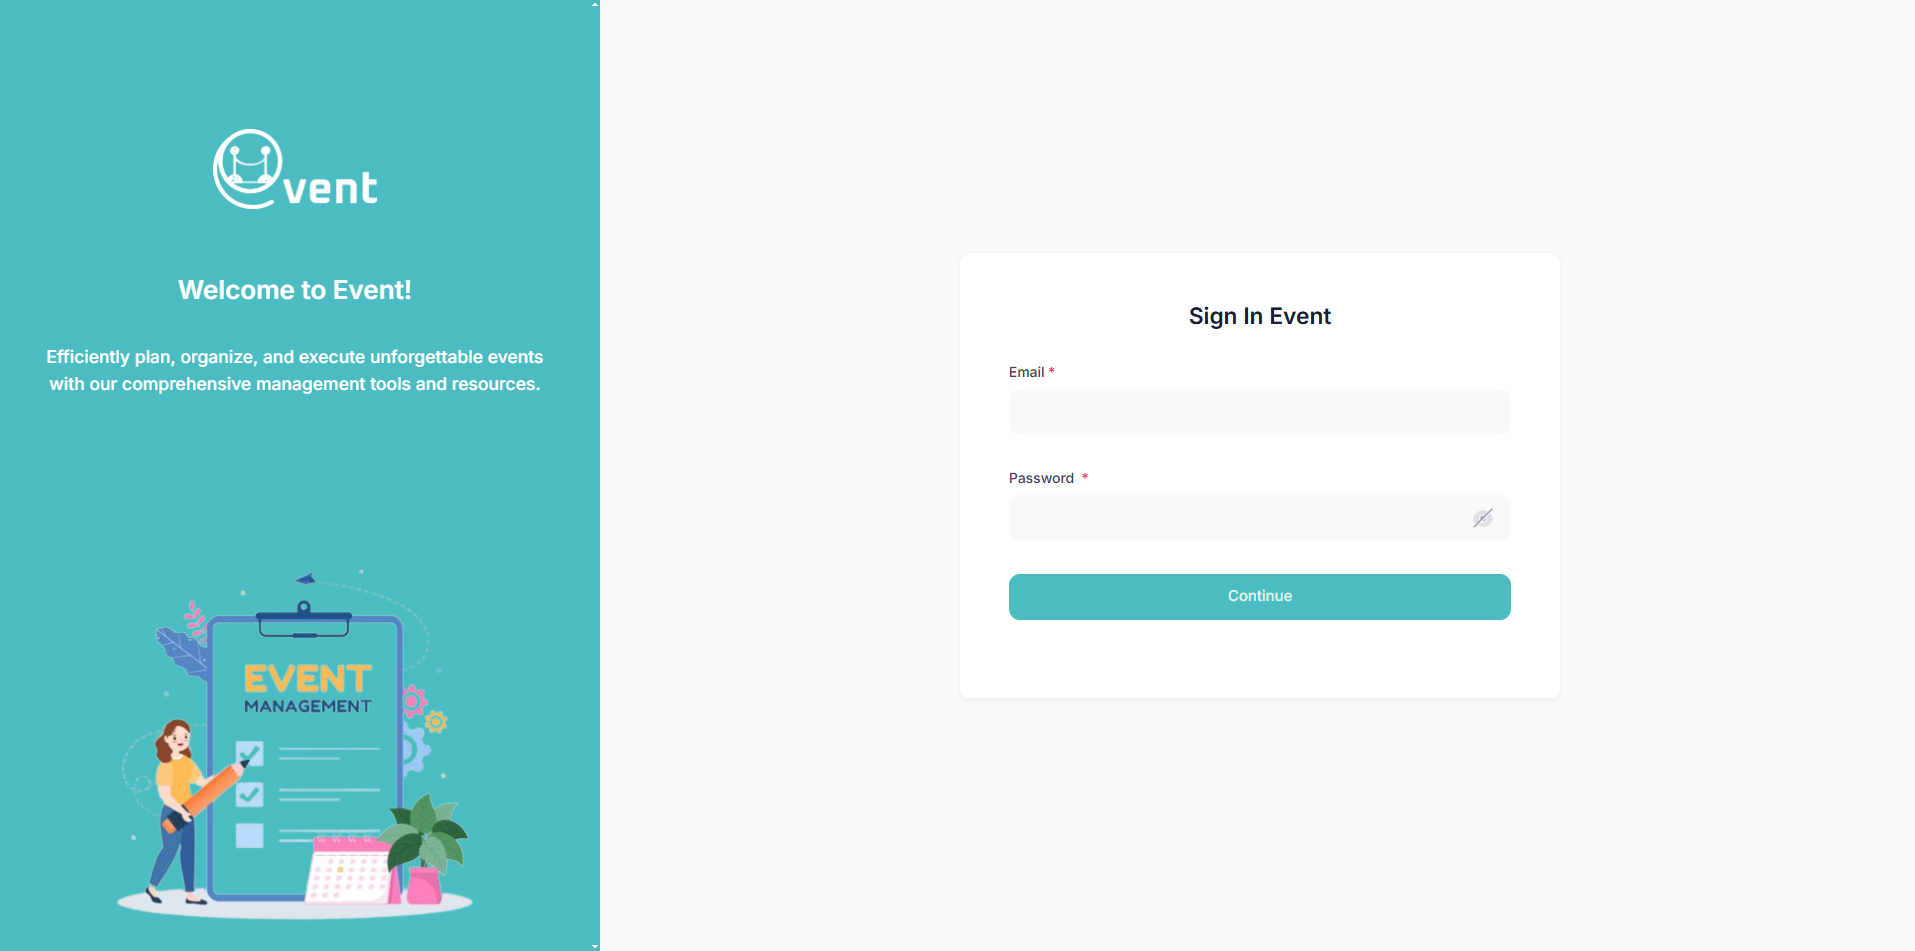 event
Welcome to Event!
Efficiently plan, organize, and execute unforgettable events
with our comprehensive management tools and resources.
EVENT
MANAGEMENT
Sign In Event
Email *
Password *
Continue